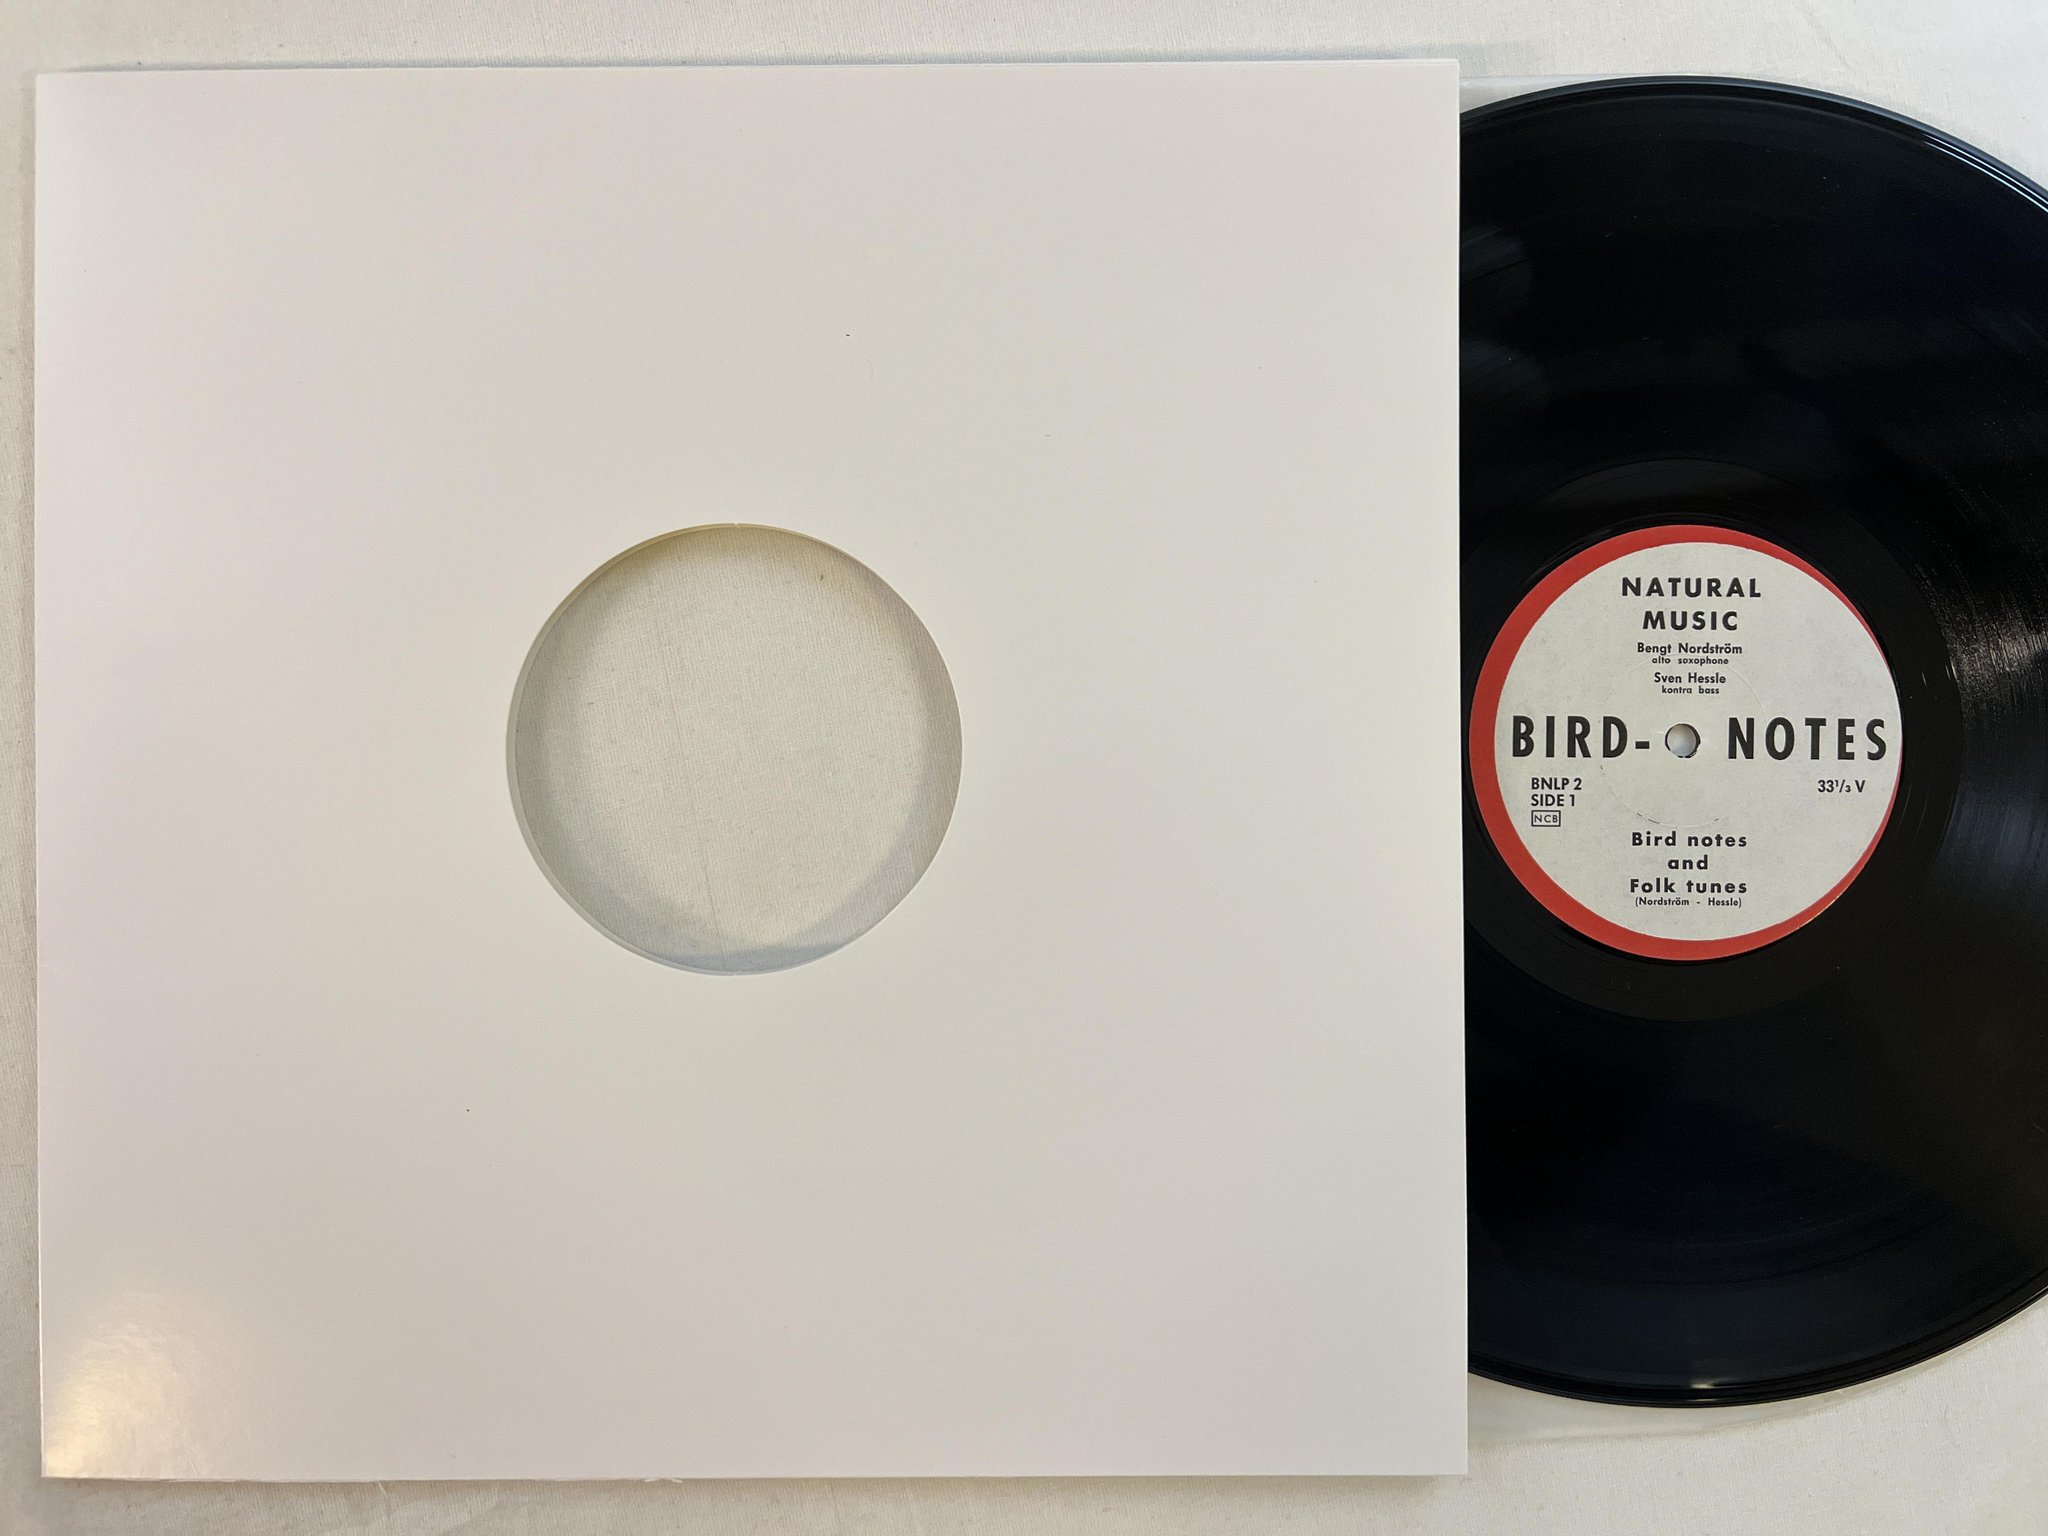 NATURAL
MUSIC
Bengt Nordström
alto saxophone
Sven Hessle
kontra bass
BIRD- NOTES
BNLP 2 33¹/₃ V
SIDE 1
NCB
Bird notes
and
Folk tunes
(Nordström - Hessle)